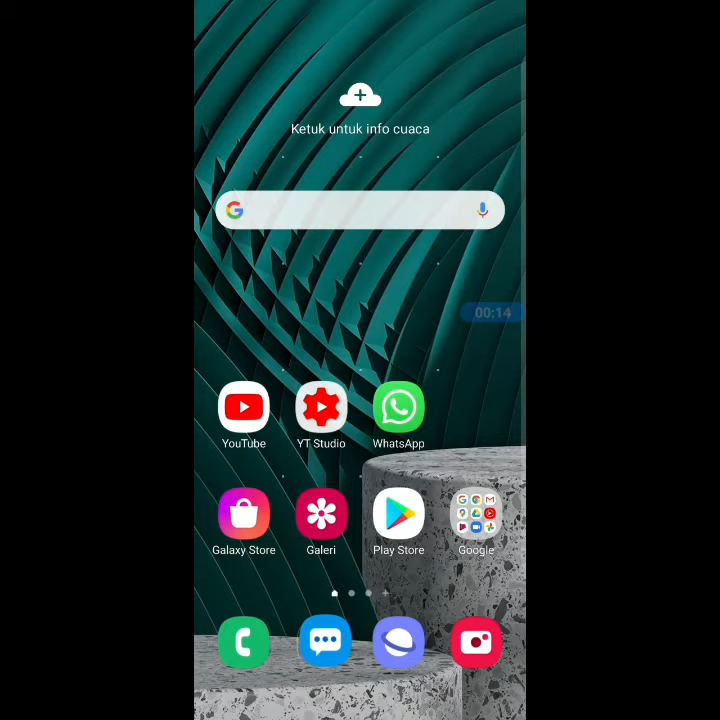 Ketuk untuk info cuaca
00:14
YouTube
YT Studio
WhatsApp
Galaxy Store
Galeri
Play Store
Google